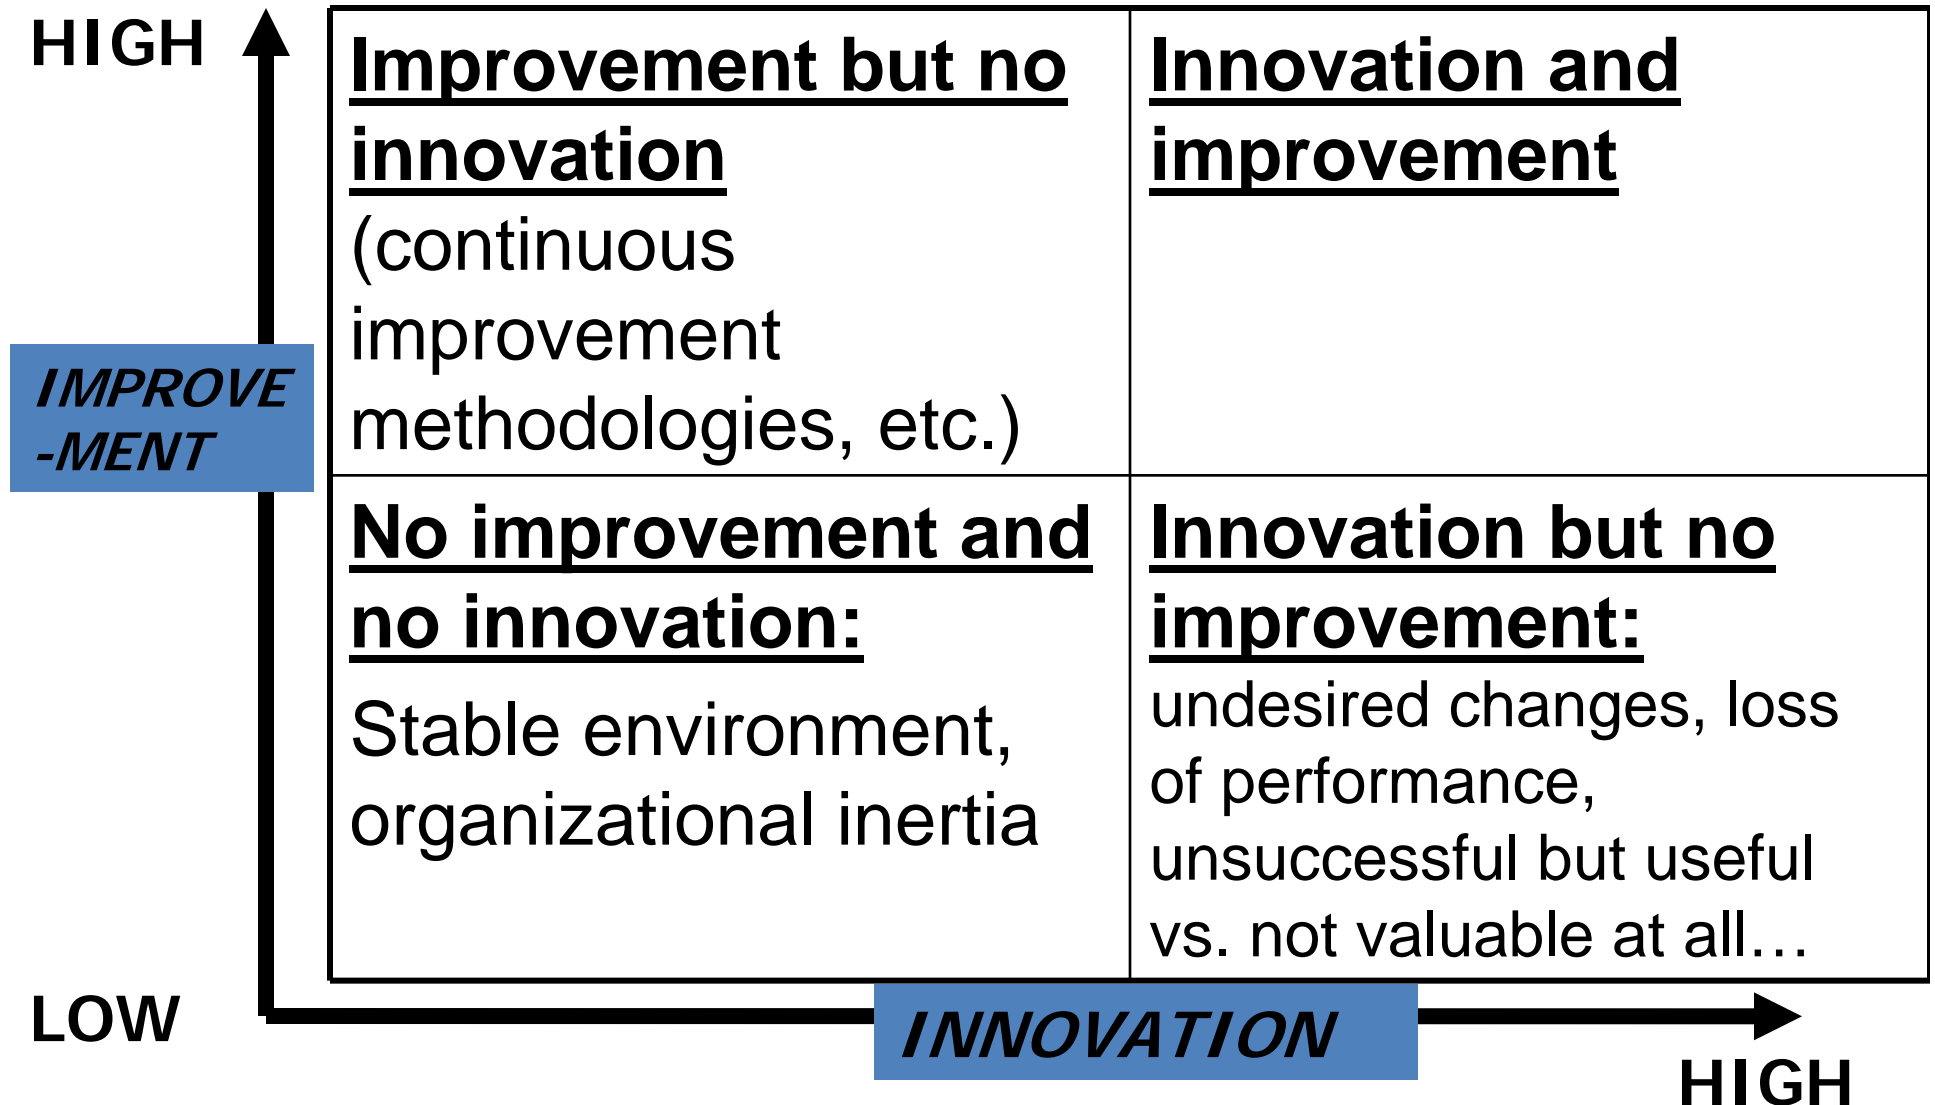 HIGH
IMPROVE
-MENT
LOW
Improvement but no
innovation
(continuous
improvement
methodologies, etc.)
Innovation and
improvement
No improvement and
no innovation:
Stable environment,
organizational inertia
Innovation but no
improvement:
undesired changes, loss
of performance,
unsuccessful but useful
vs. not valuable at all…
INNOVATION
HIGH